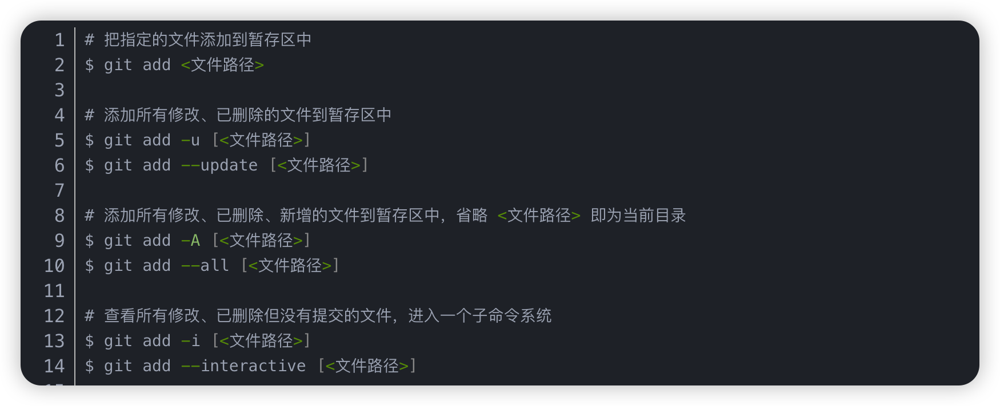 1 # 把指定的文件添加到暂存区中
2 $ git add <文件路径>
3
4 # 添加所有修改、已删除的文件到暂存区中
5 $ git add -u [<文件路径>]
6 $ git add --update [<文件路径>]
7
8 # 添加所有修改、已删除、新增的文件到暂存区中，省略 <文件路径> 即为当前目录
9 $ git add -A [<文件路径>]
10 $ git add --all [<文件路径>]
11
12 # 查看所有修改、已删除但没有提交的文件，进入一个子命令系统
13 $ git add -i [<文件路径>]
14 $ git add --interactive [<文件路径>]